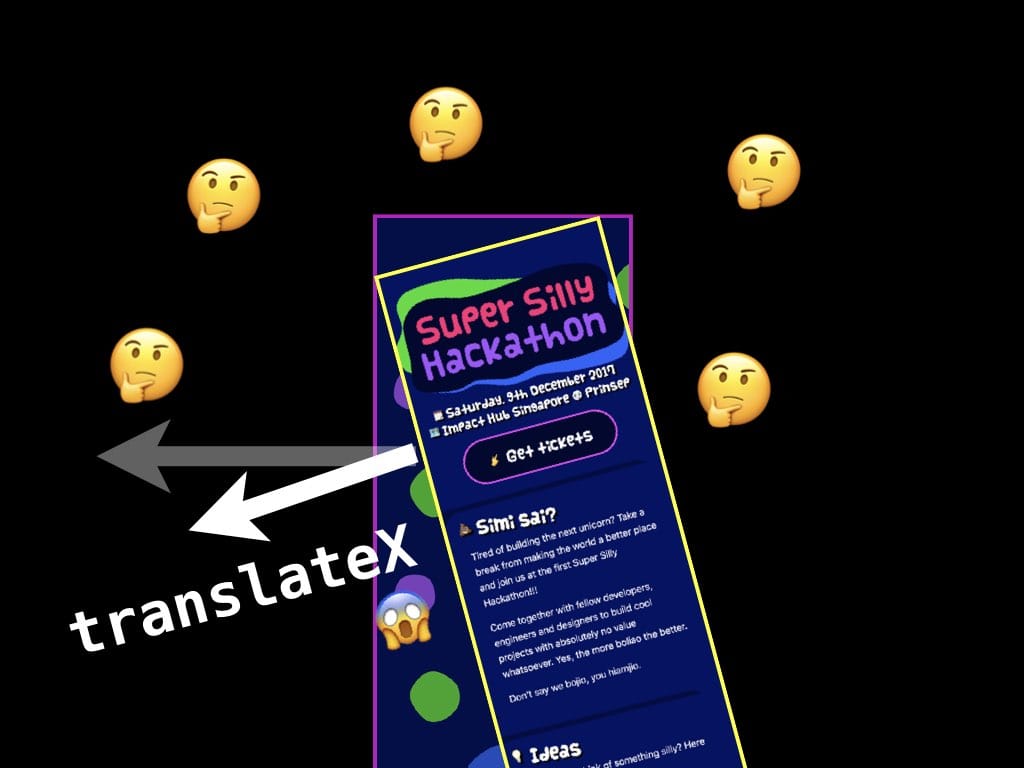 Super Silly
Hackathon
Saturday, 9th December 2017
Impact Hub Singapore @ Prinsep
Get tickets
translateX
Simi sai?
Tired of building the next unicorn? Take a
break from making the world a better place
and join us at the first Super Silly
Hackathon!!!
Come together with fellow developers,
engineers and designers to build cool
projects with absolutely no value
whatsoever. Yes, the more boliao the better.
Don't say we bojio, you hiamjio.
Ideas
of something silly? Here